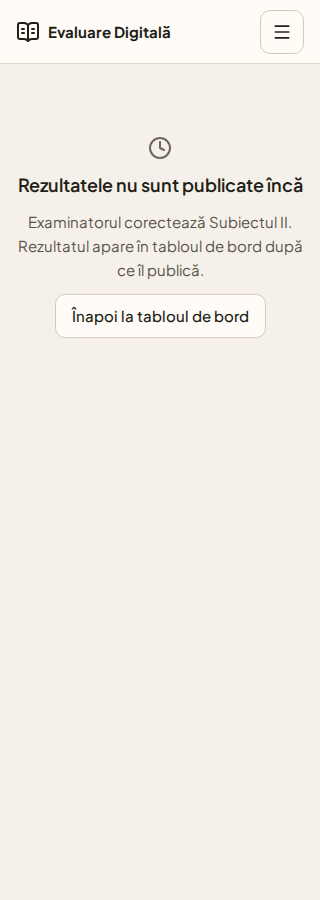 Evaluare Digitală
Rezultatele nu sunt publicate încă
Examinatorul corectează Subiectul II.
Rezultatul apare în tabloul de bord după
ce îl publică.
Înapoi la tabloul de bord